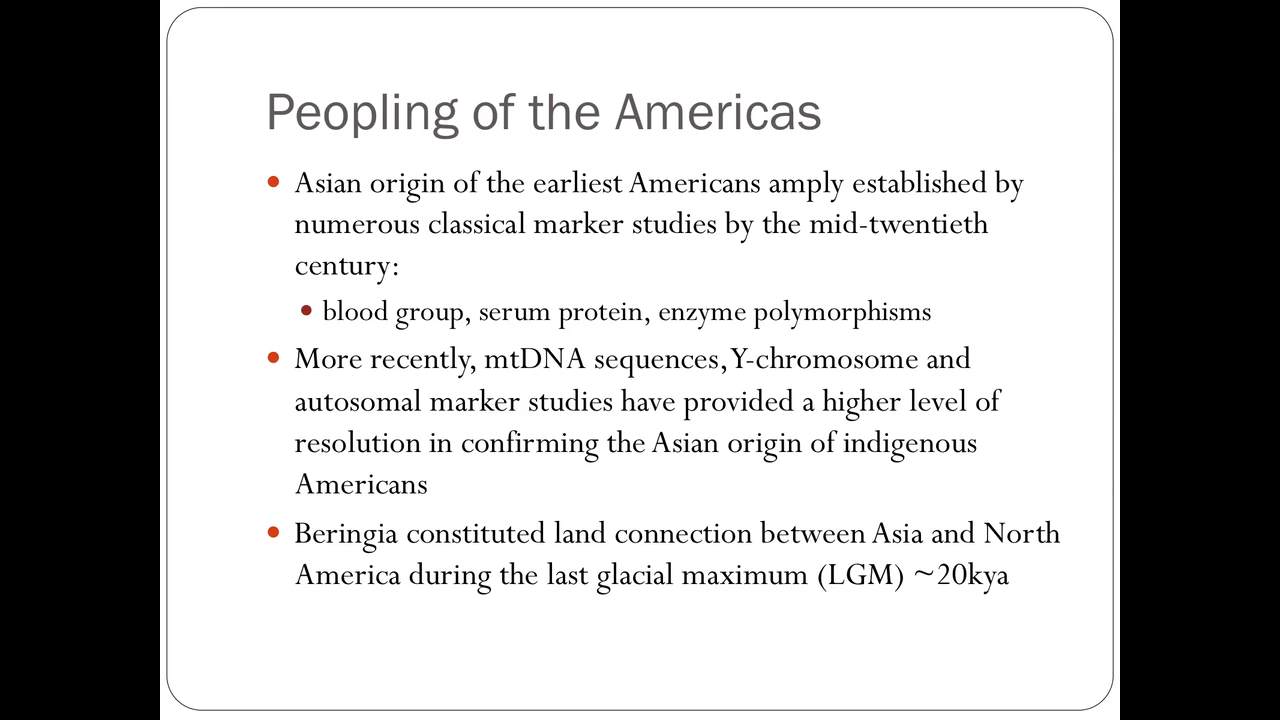 Peopling of the Americas
• Asian origin of the earliest Americans amply established by
numerous classical marker studies by the mid-twentieth
century:
• blood group, serum protein, enzyme polymorphisms
• More recently, mtDNA sequences, Y-chromosome and
autosomal marker studies have provided a higher level of
resolution in confirming the Asian origin of indigenous
Americans
• Beringia constituted land connection between Asia and North
America during the last glacial maximum (LGM) ~20kya